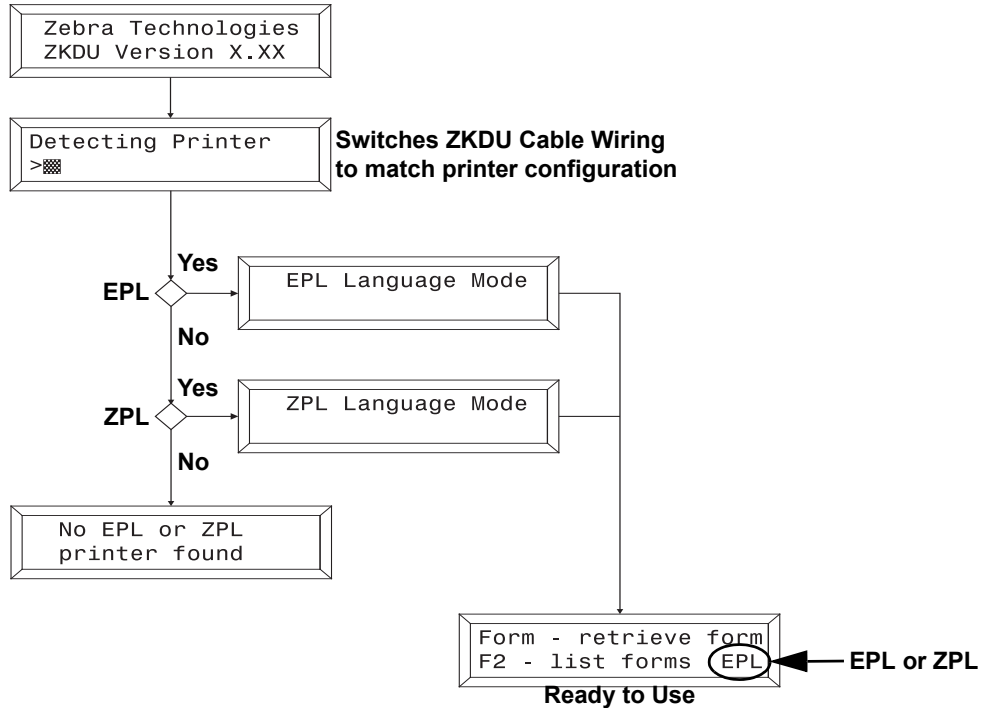 Zebra Technologies
ZKDU Version X.XX
Detecting Printer
>▒
Switches ZKDU Cable Wiring
to match printer configuration
Yes
EPL
EPL Language Mode
No
Yes
ZPL
ZPL Language Mode
No
No EPL or ZPL
printer found
Form - retrieve form
F2 - list forms EPL
EPL or ZPL
Ready to Use